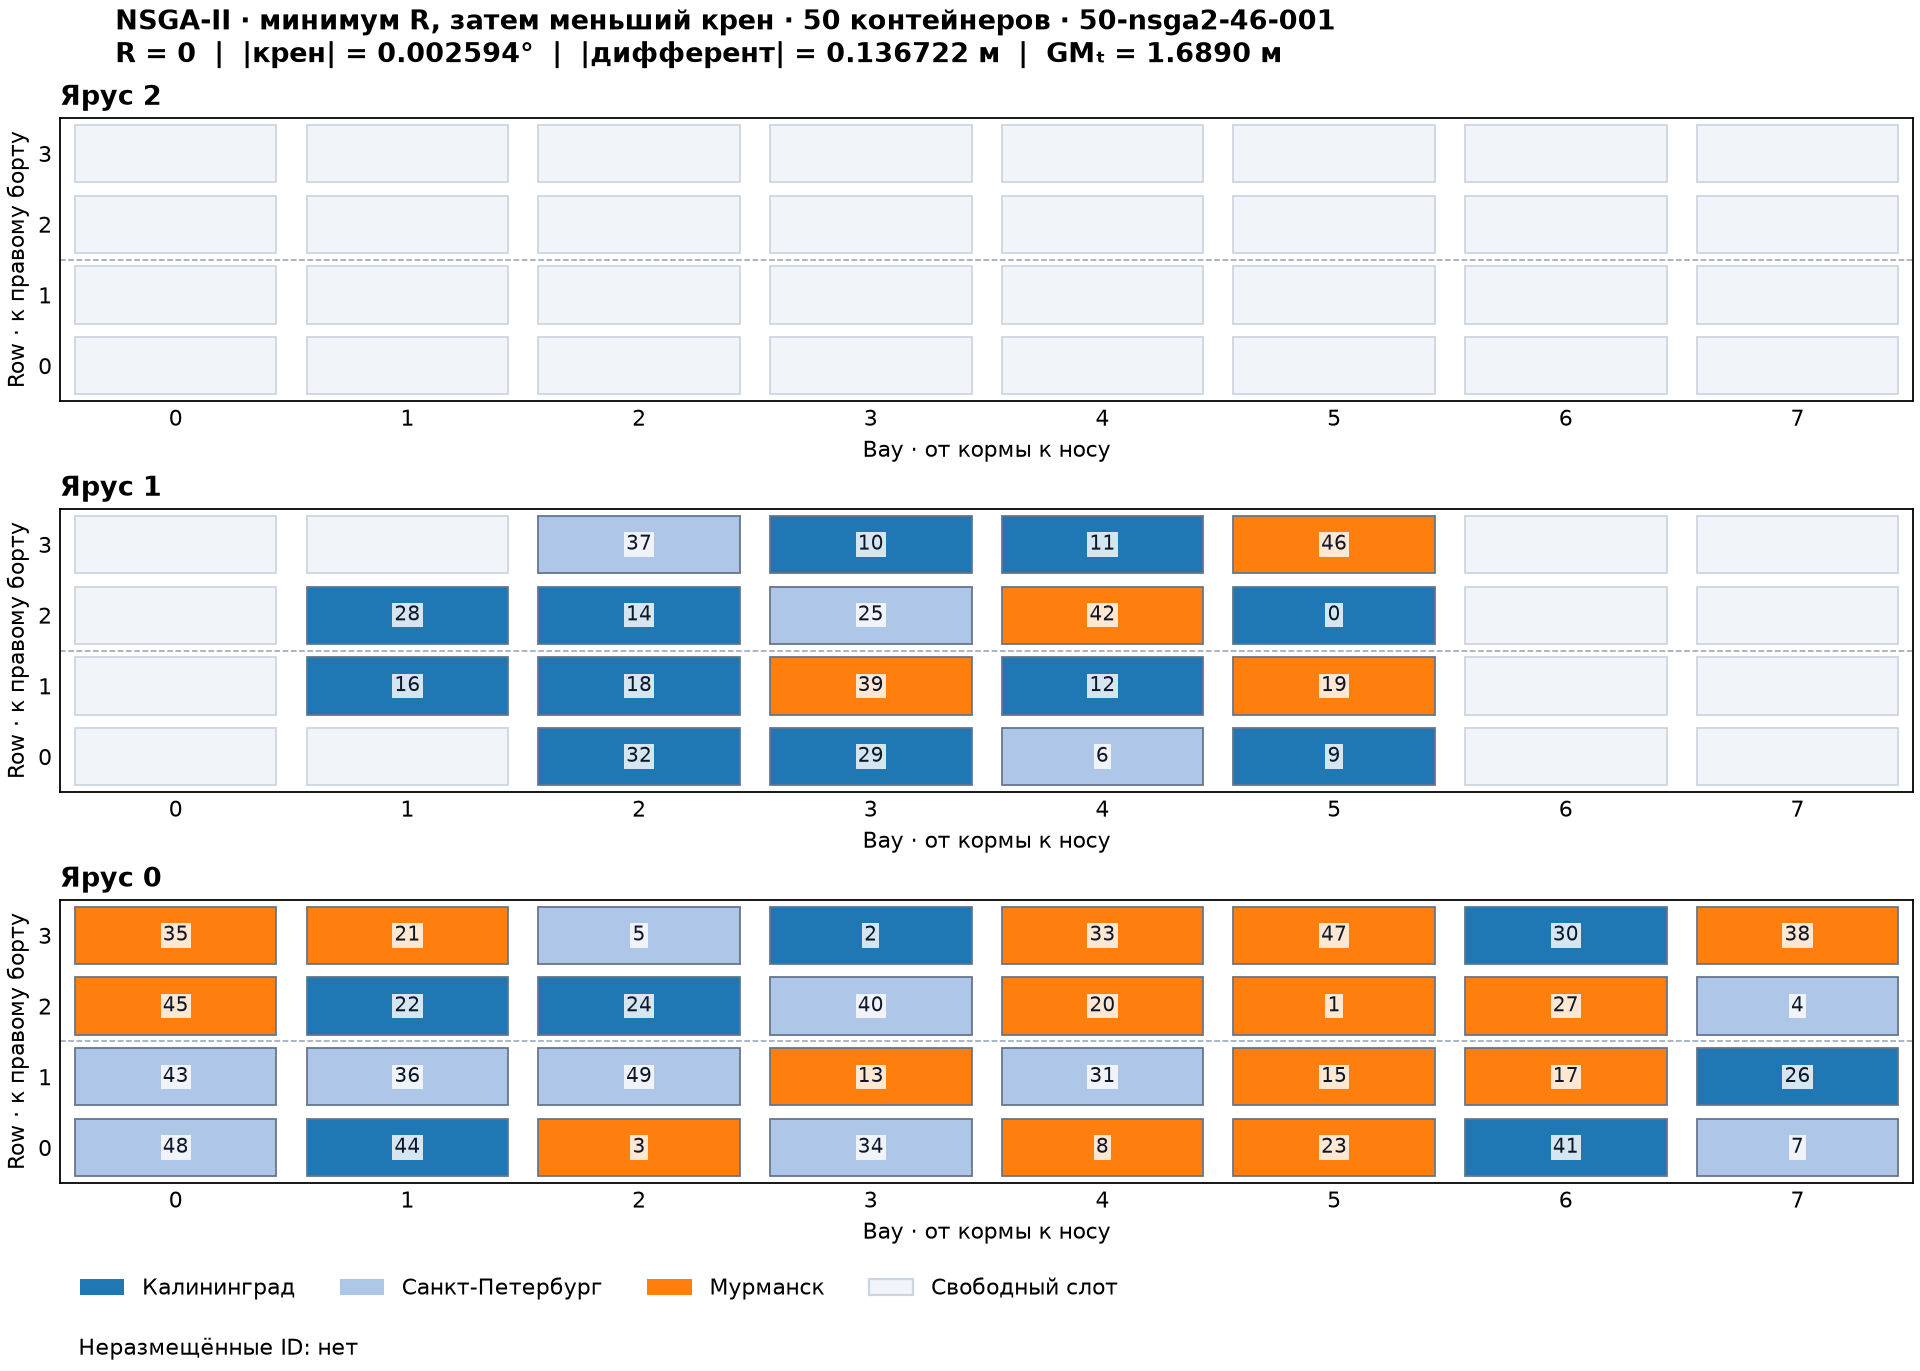 NSGA-II · минимум R, затем меньший крен · 50 контейнеров · 50-nsga2-46-001
R = 0 | |крен| = 0.002594° | |дифферент| = 0.136722 м | GMₜ = 1.6890 м
Ярус 2
Row · к правому борту
3
2
1
0
0 1 2 3 4 5 6 7
Bay · от кормы к носу
Ярус 1
Row · к правому борту
3 37 10 11 46
2 28 14 25 42 0
1 16 18 39 12 19
0 32 29 6 9
0 1 2 3 4 5 6 7
Bay · от кормы к носу
Ярус 0
Row · к правому борту
3 35 21 5 2 33 47 30 38
2 45 22 24 40 20 1 27 4
1 43 36 49 13 31 15 17 26
0 48 44 3 34 8 23 41 7
0 1 2 3 4 5 6 7
Bay · от кормы к носу
Калининград Санкт-Петербург Мурманск Свободный слот
Неразмещённые ID: нет